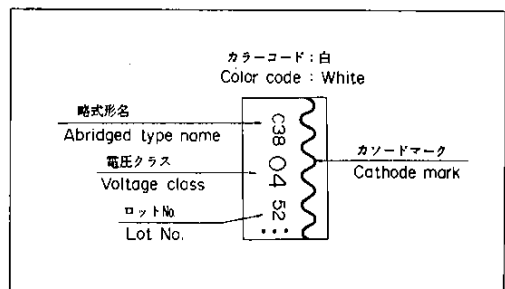 カラーコード：白
Color code : White
略式形名
Abridged type name
電圧クラス
Voltage class
ロットNo.
Lot No.
C38 04 52
カソードマーク
Cathode mark